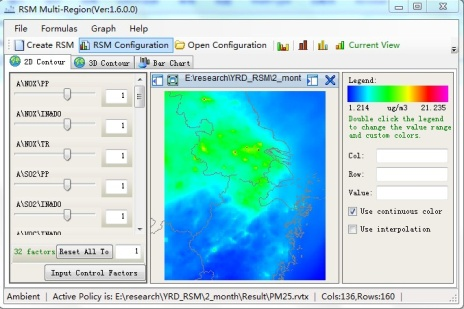 RSM Multi-Region(Ver:1.6.0.0)
File Formulas Graph Help
Create RSM RSM Configuration Open Configuration Current View
2D Contour 3D Contour Bar Chart
A\NOX\PP
1
A\NOX\IN&DO
1
A\NOX\TR
1
A\SO2\PP
1
A\SO2\IN&DO
1
32 factors Reset All To 1
Input Control Factors
E:\research\YRD_RSM\2_mont
Legend:
1.214 ug/m3 21.235
Double click the legend
to change the value range
and custom colors.
Col:
Row:
Value:
Use continuous color
Use interpolation
Ambient | Active Policy is: E:\research\YRD_RSM\2_month\Result\PM25.rvtx | Cols:136,Rows:160